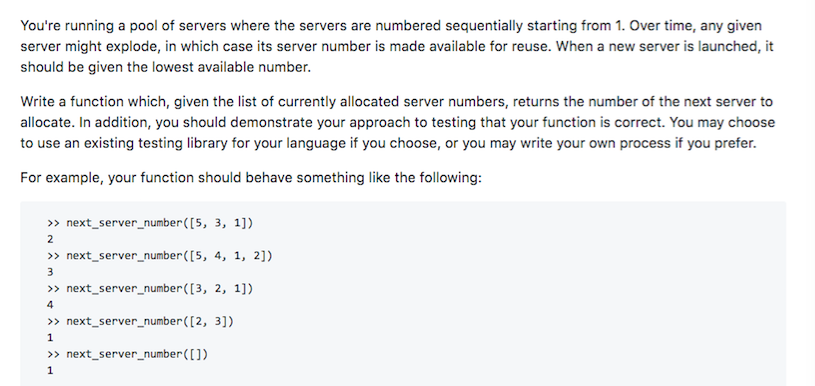 You're running a pool of servers where the servers are numbered sequentially starting from 1. Over time, any given
server might explode, in which case its server number is made available for reuse. When a new server is launched, it
should be given the lowest available number.
Write a function which, given the list of currently allocated server numbers, returns the number of the next server to
allocate. In addition, you should demonstrate your approach to testing that your function is correct. You may choose
to use an existing testing library for your language if you choose, or you may write your own process if you prefer.
For example, your function should behave something like the following:
>> next_server_number([5, 3, 1])
2
>> next_server_number([5, 4, 1, 2])
3
>> next_server_number([3, 2, 1])
4
>> next_server_number([2, 3])
1
>> next_server_number([])
1